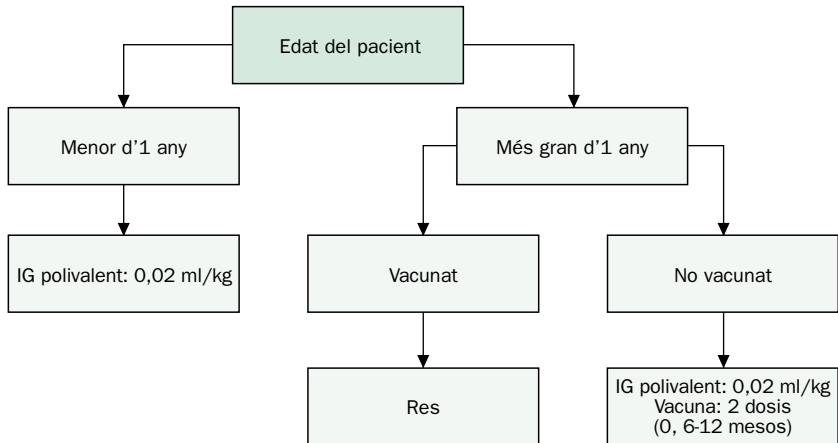 Edat del pacient
Menor d'1 any
Més gran d'1 any
IG polivalent: 0,02 ml/kg
Vacunat
No vacunat
Res
IG polivalent: 0,02 ml/kg
Vacuna: 2 dosis
(0, 6-12 mesos)